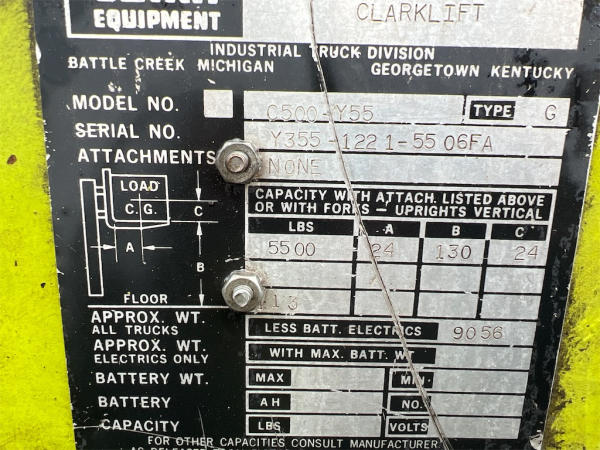 EQUIPMENT
CLARKLIFT
INDUSTRIAL TRUCK DIVISION
BATTLE CREEK MICHIGAN GEORGETOWN KENTUCKY
MODEL NO. C500-Y55 TYPE G
SERIAL NO. Y355-1221-5506FA
ATTACHMENTS NONE
LOAD
C.G.
C
A
B
FLOOR
CAPACITY WITH ATTACH. LISTED ABOVE
OR WITH FORKS – UPRIGHTS VERTICAL
LBS A B C
5500 24 130 24
13
APPROX. WT.
ALL TRUCKS
LESS BATT. ELECTRICS 9056
APPROX. WT.
ELECTRICS ONLY
WITH MAX. BATT. WT
BATTERY WT. MAX MIN
BATTERY AH NO.
CAPACITY LBS VOLTS
FOR OTHER CAPACITIES CONSULT MANUFACTURER